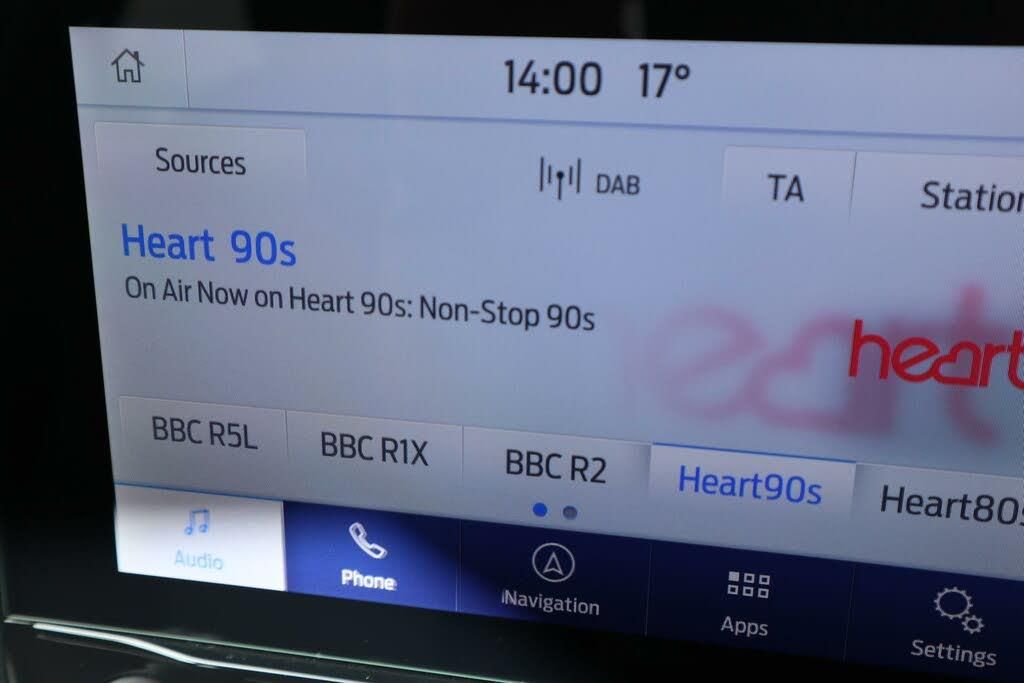 14:00 17°
Sources
DAB
TA
Heart 90s
On Air Now on Heart 90s: Non-Stop 90s
heart
BBC R5L
BBC R1X
BBC R2
Heart90s
Heart80s
Audio
Phone
Navigation
Apps
Settings